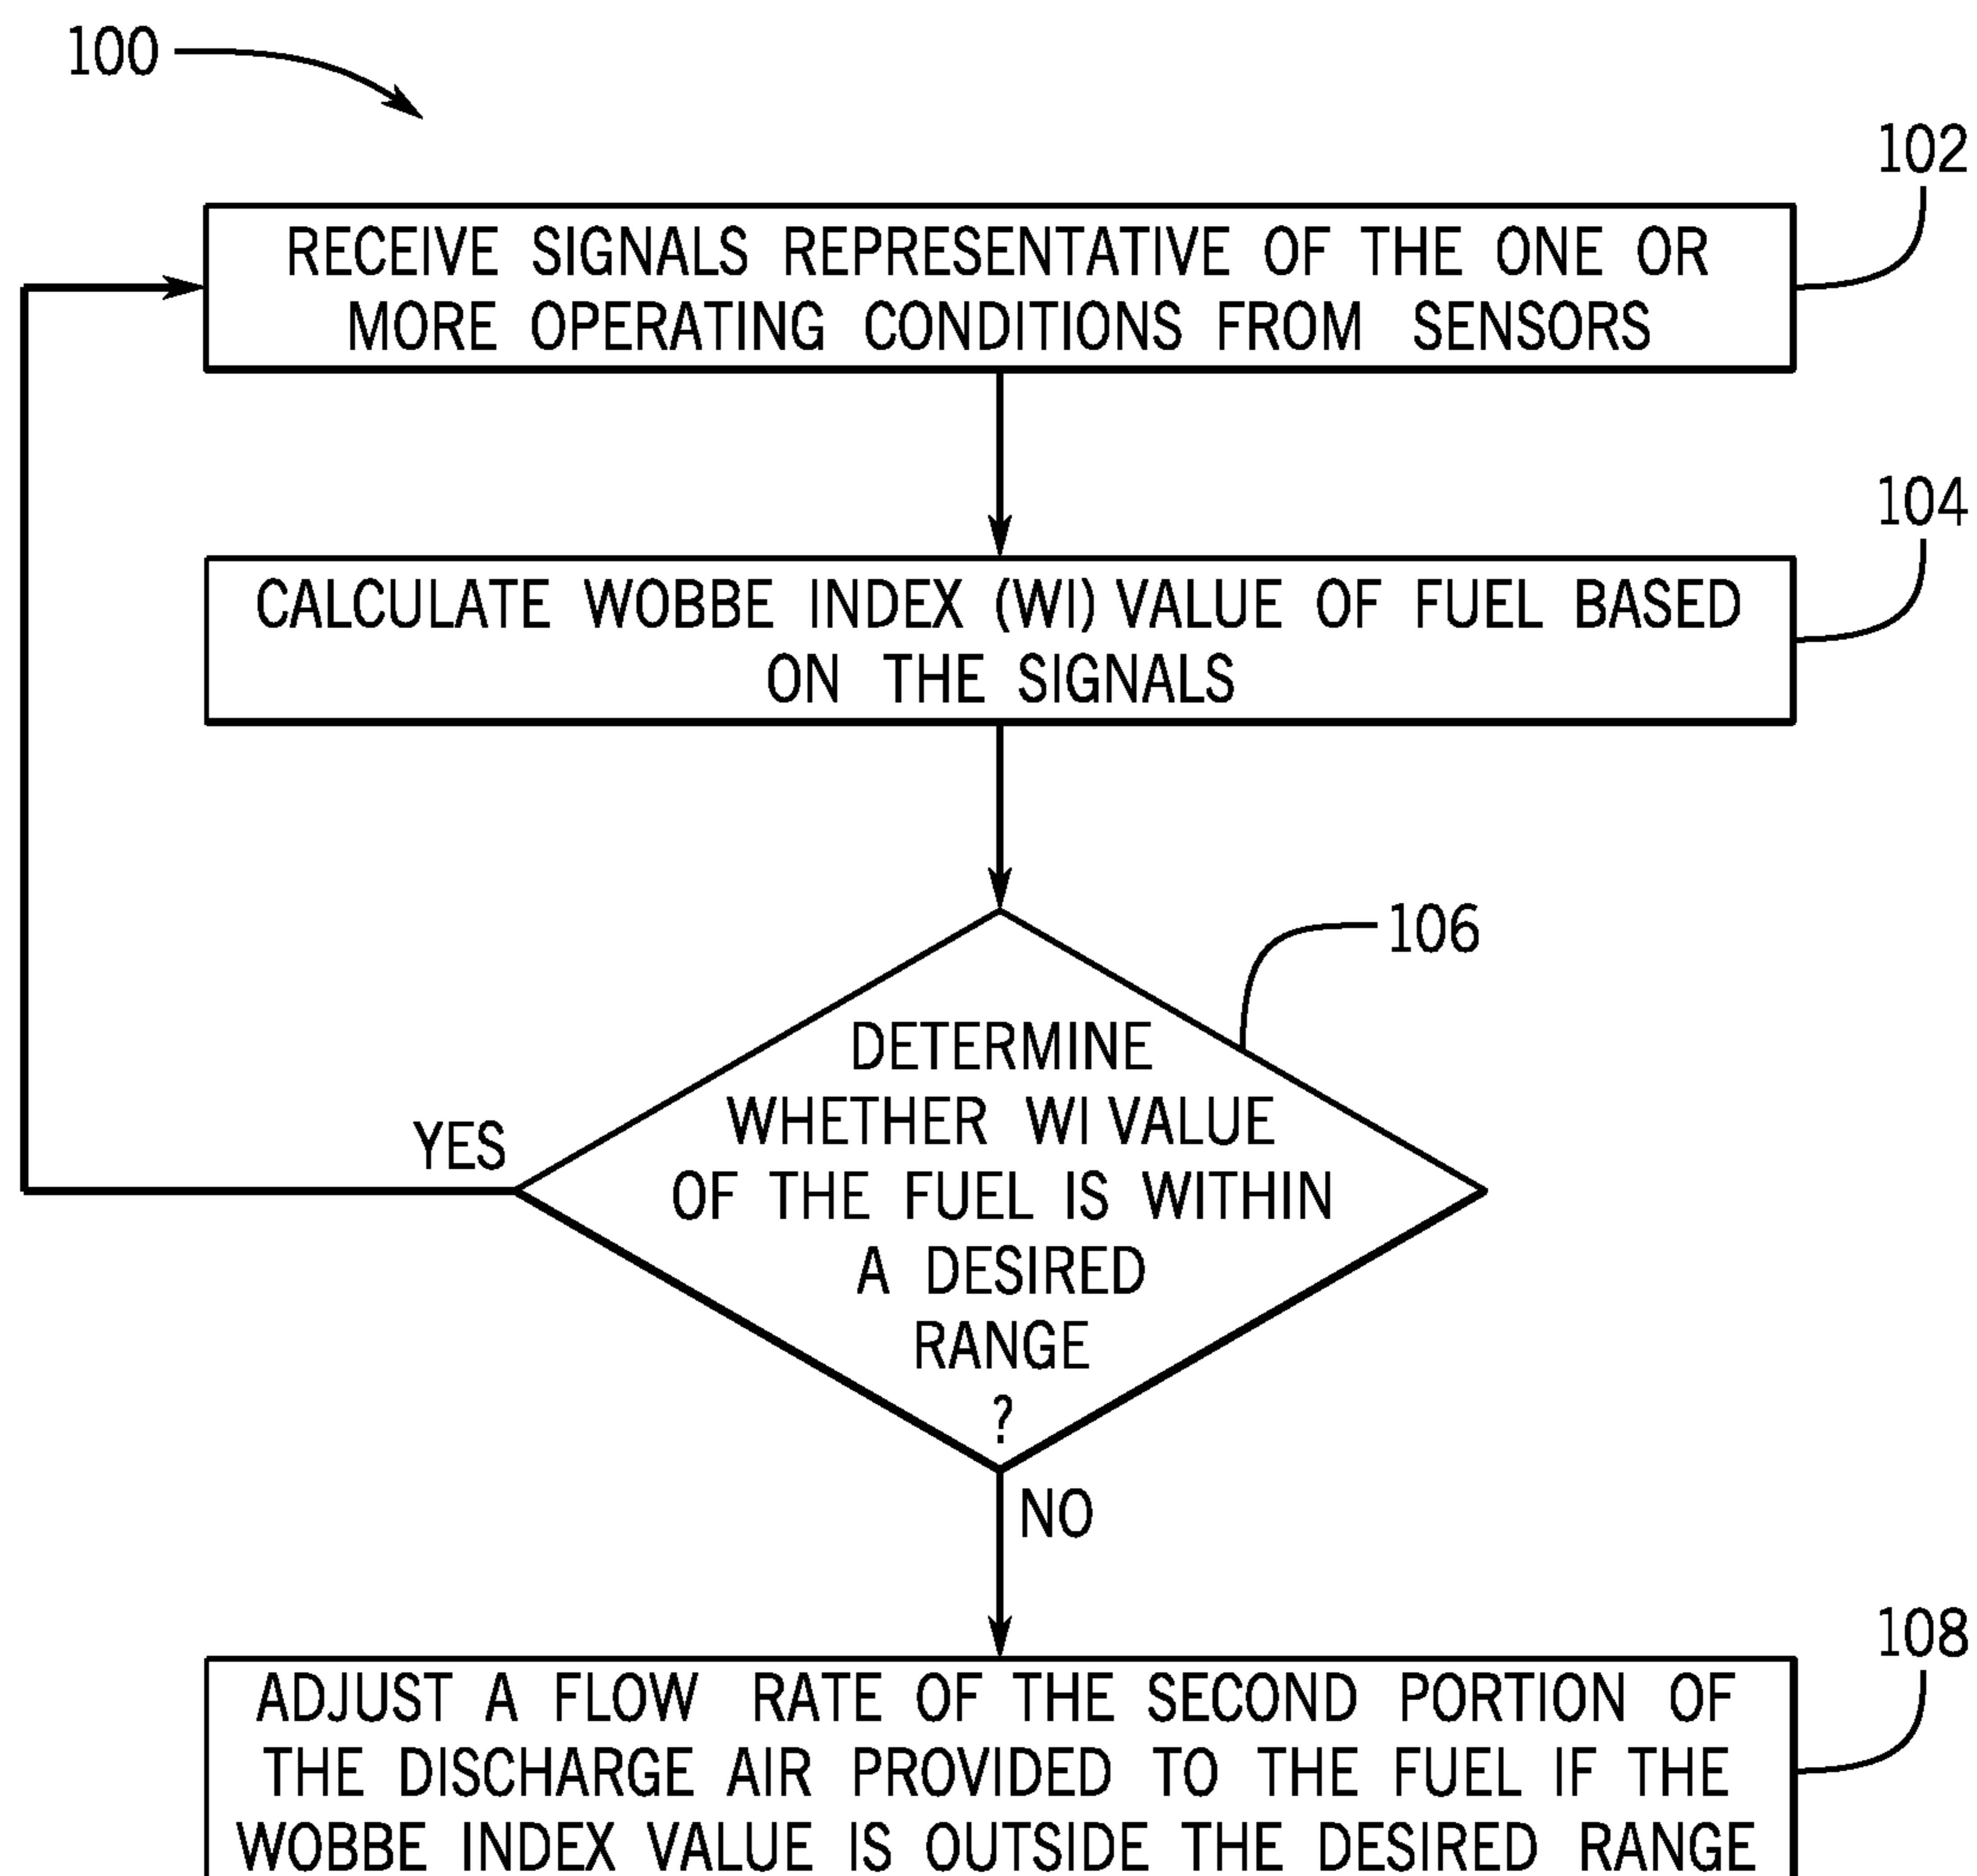 100
102
RECEIVE SIGNALS REPRESENTATIVE OF THE ONE OR
MORE OPERATING CONDITIONS FROM SENSORS
104
CALCULATE WOBBE INDEX (WI) VALUE OF FUEL BASED
ON THE SIGNALS
106
DETERMINE
WHETHER WI VALUE
OF THE FUEL IS WITHIN
A DESIRED
RANGE
?
YES
NO
108
ADJUST A FLOW RATE OF THE SECOND PORTION OF
THE DISCHARGE AIR PROVIDED TO THE FUEL IF THE
WOBBE INDEX VALUE IS OUTSIDE THE DESIRED RANGE